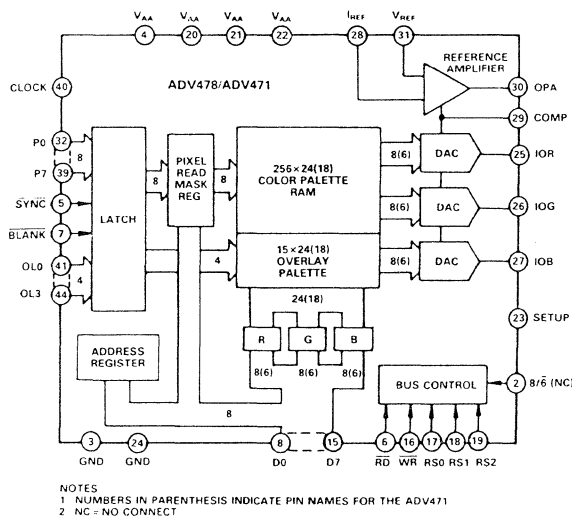 VAA VAA VAA VAA IREF VREF
4 20 21 22 28 31
REFERENCE
AMPLIFIER
ADV478/ADV471
CLOCK 40
30 OPA
29 COMP
P0 32
8
P7 39
SYNC 5
BLANK 7
OL0 41
4
OL3 44
LATCH
8
PIXEL
READ
MASK
REG
8
256×24(18)
COLOR PALETTE
RAM
8(6) DAC 25 IOR
8(6) DAC 26 IOG
4
15×24(18)
OVERLAY
PALETTE
8(6) DAC 27 IOB
24(18)
R G B
8(6) 8(6) 8(6)
23 SETUP
ADDRESS
REGISTER
8
BUS CONTROL
2 8/6 (NC)
3 24 8 15 6 16 17 18 19
GND GND D0 D7 RD WR RS0 RS1 RS2
NOTES
1 NUMBERS IN PARENTHESIS INDICATE PIN NAMES FOR THE ADV471
2 NC = NO CONNECT